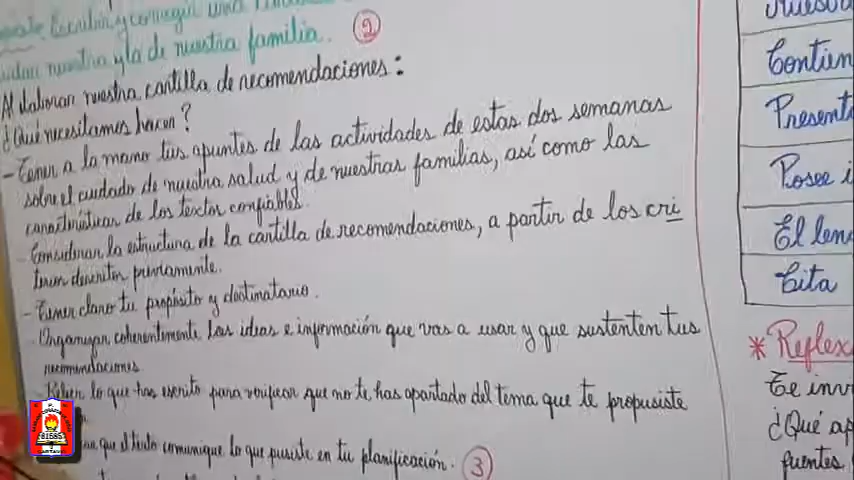 Escribir y corregir una
nuestra y la de nuestra familia. 2
Al elaborar nuestra cartilla de recomendaciones:
¿Qué necesitamos hacer?
- Tener a la mano tus apuntes de las actividades de estas dos semanas
sobre el cuidado de nuestra salud y de nuestras familias, así como las
características de los textos confiables.
- Considerar la estructura de la cartilla de recomendaciones, a partir de los cri
terios descritos previamente.
- Tener claro tu propósito y destinatario.
- Organizar coherentemente las ideas e información que vas a usar y que sustenten tus
recomendaciones
- Releer lo que has escrito para verificar que no te has apartado del tema que te propusiste
que el texto comunique lo que pusiste en tu planificación. 3
Contien
Present
Posee i
El len
Cita
* Reflex
Te inv
¿Qué ap
fuentes
81585